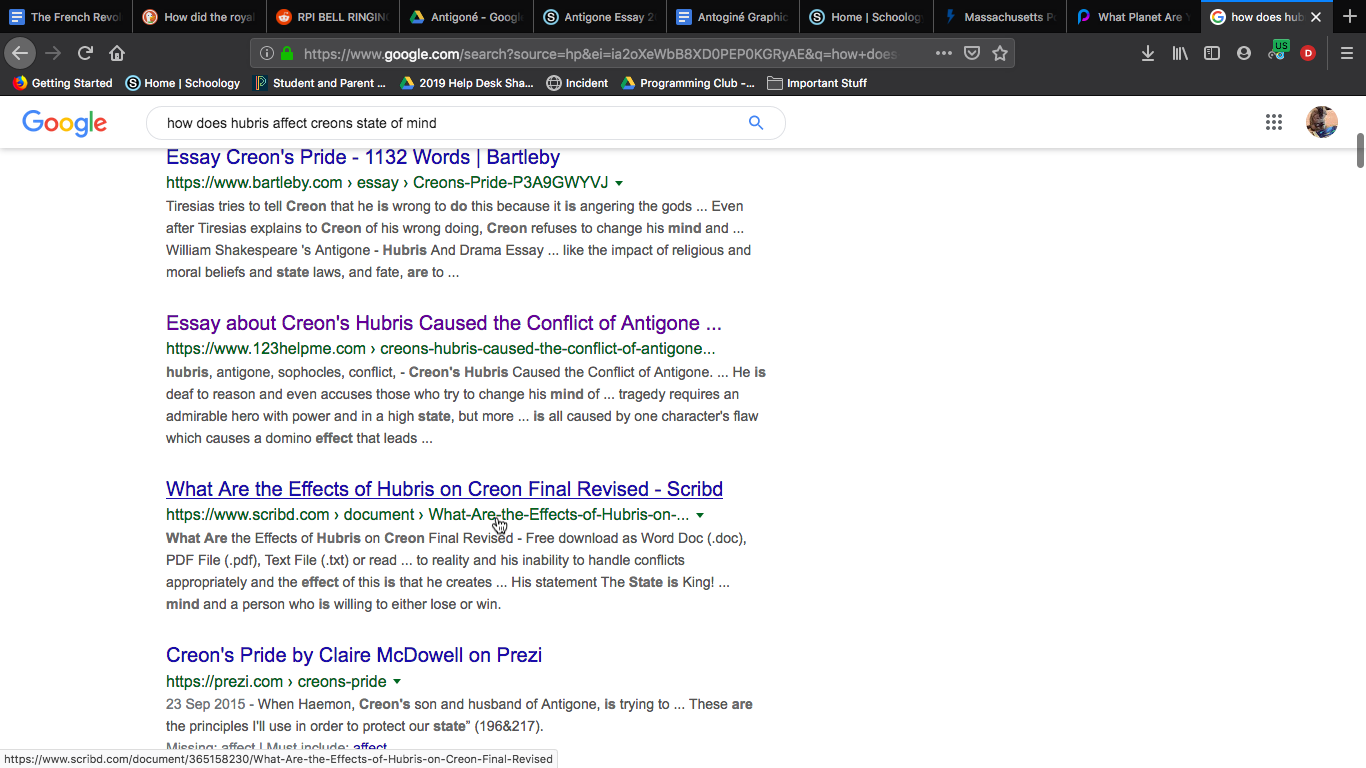 The French Revol
How did the roya
RPI BELL RINGING
Antigoné - Google
Antigone Essay 2
Antoginé Graphic
Home | Schoology
Massachusetts P
What Planet Are Y
how does hub
https://www.google.com/search?source=hp&ei=ia2oXeWbB8XD0PEP0KGRyAE&q=how+does
US
D
Getting Started
Home | Schoology
Student and Parent ...
2019 Help Desk Sha...
Incident
Programming Club -...
Important Stuff
Google
how does hubris affect creons state of mind
Essay Creon's Pride - 1132 Words | Bartleby
https://www.bartleby.com › essay › Creons-Pride-P3A9GWYVJ
Tiresias tries to tell Creon that he is wrong to do this because it is angering the gods ... Even
after Tiresias explains to Creon of his wrong doing, Creon refuses to change his mind and ...
William Shakespeare 's Antigone - Hubris And Drama Essay ... like the impact of religious and
moral beliefs and state laws, and fate, are to ...
Essay about Creon's Hubris Caused the Conflict of Antigone ...
https://www.123helpme.com › creons-hubris-caused-the-conflict-of-antigone...
hubris, antigone, sophocles, conflict, - Creon's Hubris Caused the Conflict of Antigone. ... He is
deaf to reason and even accuses those who try to change his mind of ... tragedy requires an
admirable hero with power and in a high state, but more ... is all caused by one character's flaw
which causes a domino effect that leads ...
What Are the Effects of Hubris on Creon Final Revised - Scribd
https://www.scribd.com › document › What-Are-the-Effects-of-Hubris-on-...
What Are the Effects of Hubris on Creon Final Revised - Free download as Word Doc (.doc),
PDF File (.pdf), Text File (.txt) or read ... to reality and his inability to handle conflicts
appropriately and the effect of this is that he creates ... His statement The State is King! ...
mind and a person who is willing to either lose or win.
Creon's Pride by Claire McDowell on Prezi
https://prezi.com › creons-pride
23 Sep 2015 - When Haemon, Creon's son and husband of Antigone, is trying to ... These are
the principles I'll use in order to protect our state” (196&217).
Missing: affect | Must include: affect
https://www.scribd.com/document/365158230/What-Are-the-Effects-of-Hubris-on-Creon-Final-Revised